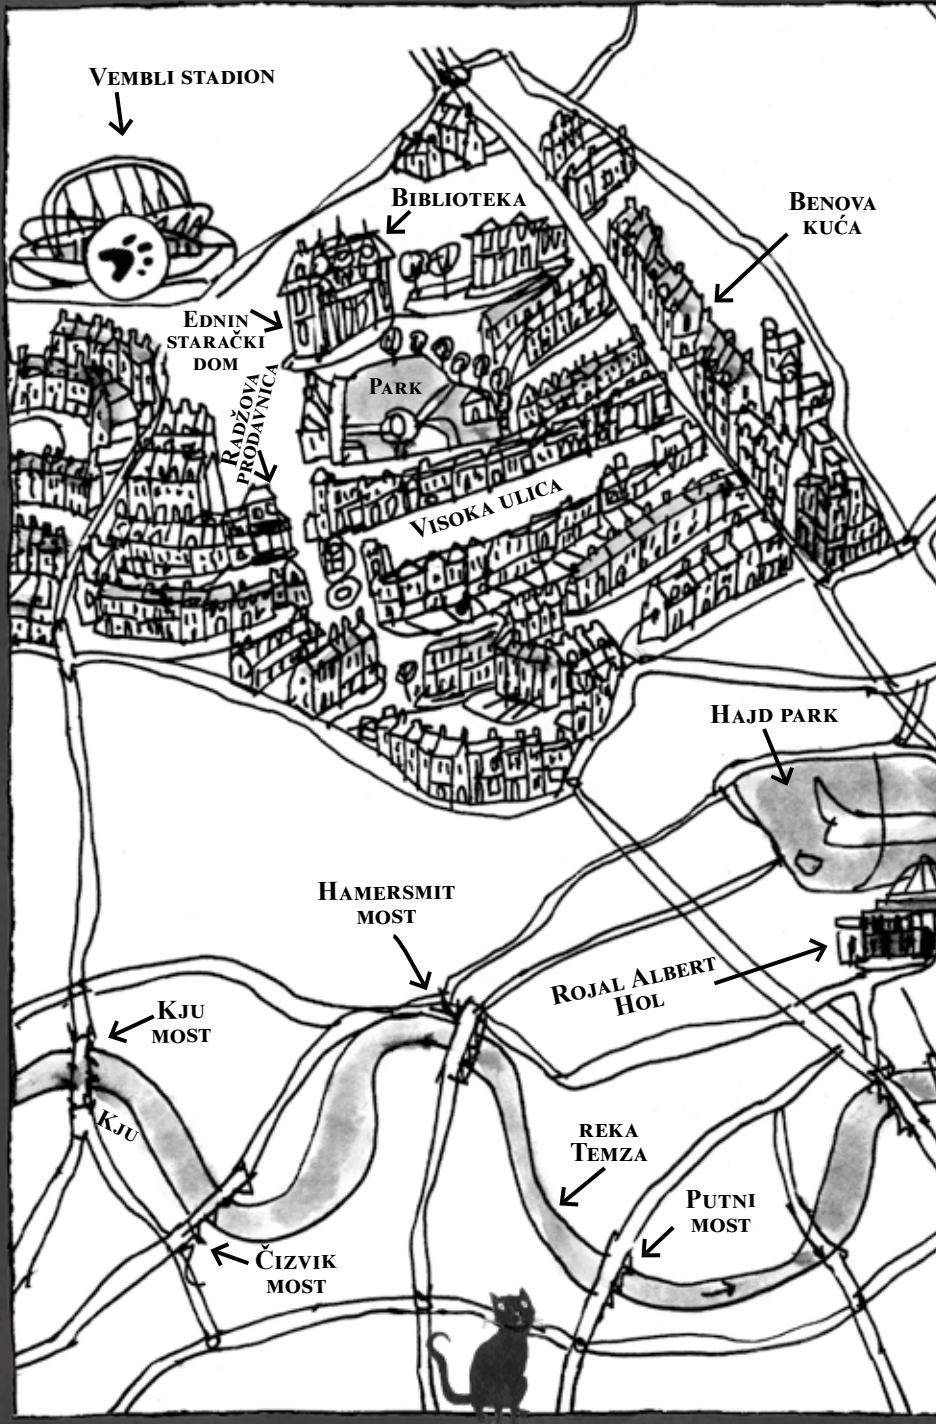 Vembli stadion
Biblioteka
Benova
kuća
Ednin
starački
dom
Park
Radžova
prodavnica
Visoka ulica
Hajd park
Hamersmit
most
Rojal Albert
Hol
Kju
most
Kju
reka
Temza
Putni
most
Čizvik
most